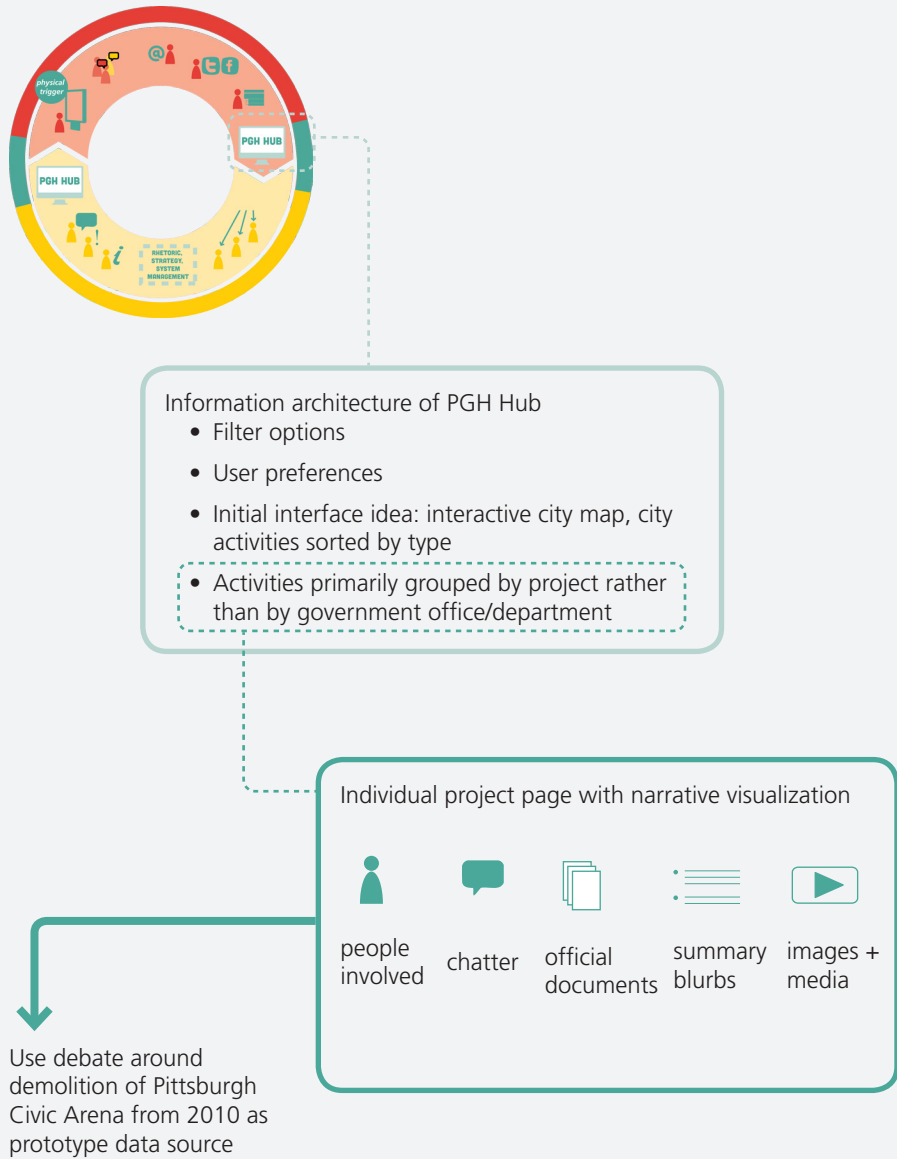 @
physical
trigger
PGH HUB
PGH HUB
!
i
RHETORIC,
STRATEGY,
SYSTEM
MANAGEMENT
Information architecture of PGH Hub
• Filter options
• User preferences
• Initial interface idea: interactive city map, city
activities sorted by type
• Activities primarily grouped by project rather
than by government office/department
Individual project page with narrative visualization
people
involved
chatter
official
documents
summary
blurbs
images +
media
Use debate around
demolition of Pittsburgh
Civic Arena from 2010 as
prototype data source